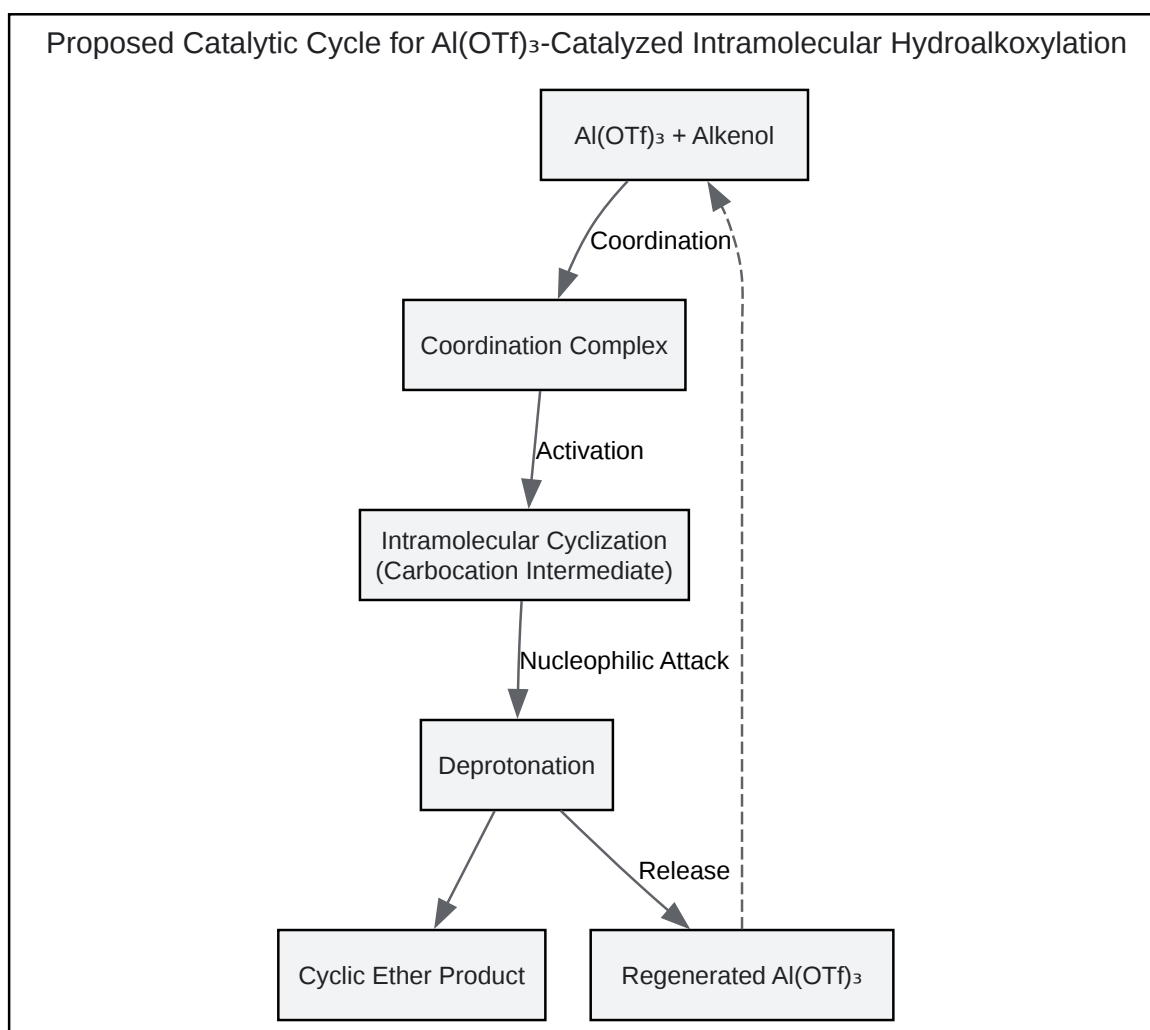 Proposed Catalytic Cycle for Al(OTf)₃-Catalyzed Intramolecular Hydroalkoxylation
Al(OTf)₃ + Alkenol
Coordination
Coordination Complex
Activation
Intramolecular Cyclization
(Carbocation Intermediate)
Nucleophilic Attack
Deprotonation
Release
Cyclic Ether Product
Regenerated Al(OTf)₃